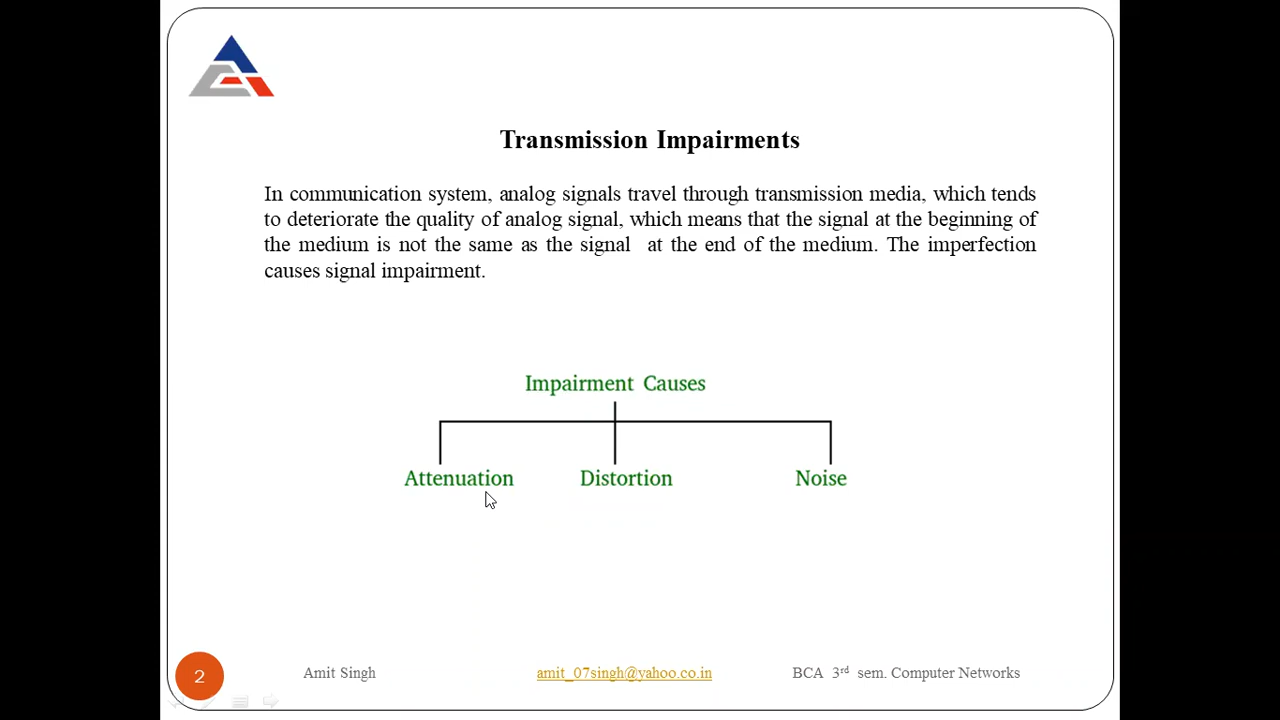 Transmission Impairments
In communication system, analog signals travel through transmission media, which tends
to deteriorate the quality of analog signal, which means that the signal at the beginning of
the medium is not the same as the signal at the end of the medium. The imperfection
causes signal impairment.
Impairment Causes
Attenuation Distortion Noise
2 Amit Singh amit_07singh@yahoo.co.in BCA 3rd sem. Computer Networks